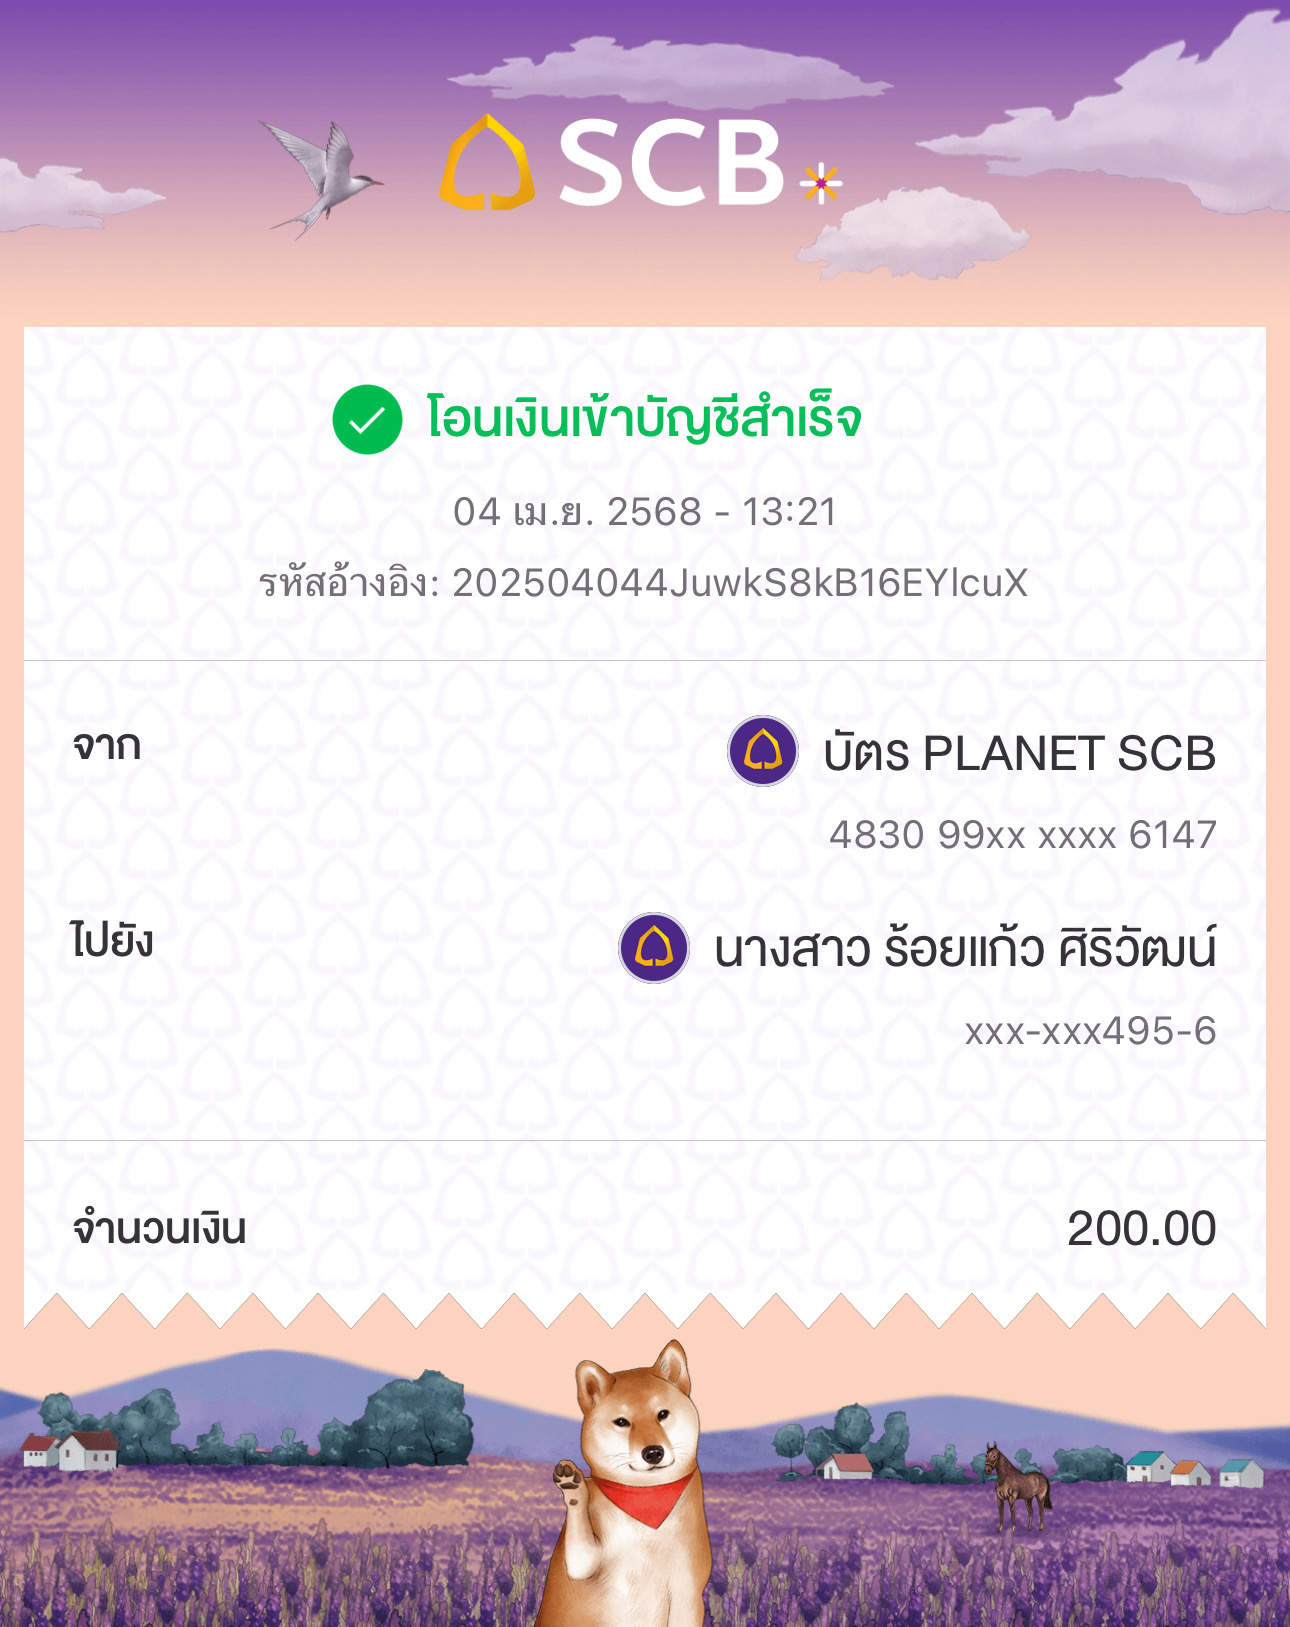 SCB
โอนเงินเข้าบัญชีสำเร็จ
04 เม.ย. 2568 - 13:21
รหัสอ้างอิง: 202504044JuwkS8kB16EYlcuX
จาก
บัตร PLANET SCB
4830 99xx xxxx 6147
ไปยัง
นางสาว ร้อยแก้ว ศิริวัฒน์
xxx-xxx495-6
จำนวนเงิน 200.00